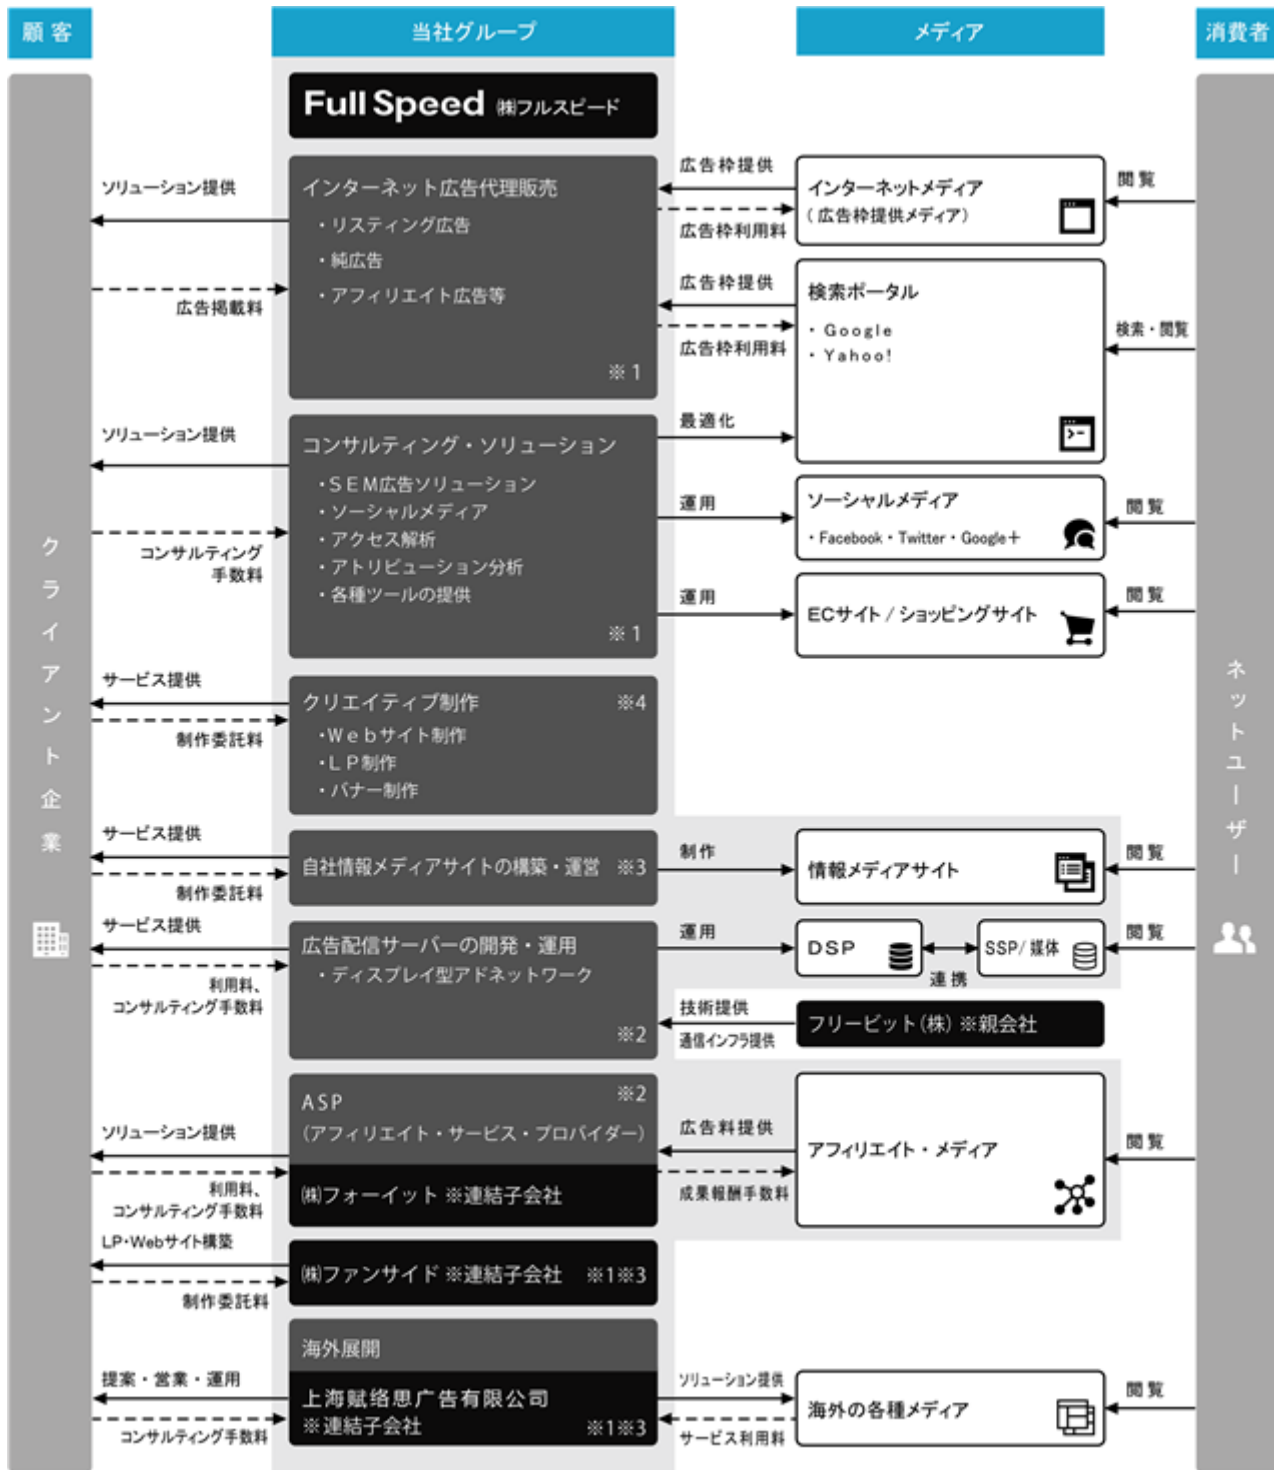 顧客
当社グループ
メディア
消費者
クライアント企業
ネットユーザー
Full Speed ㈱フルスピード
ソリューション提供
広告掲載料
インターネット広告代理販売
・リスティング広告
・純広告
・アフィリエイト広告等
※1
広告枠提供
広告枠利用料
インターネットメディア
(広告枠提供メディア)
閲覧
広告枠提供
広告枠利用料
検索ポータル
・Google
・Yahoo!
検索・閲覧
ソリューション提供
コンサルティング
手数料
コンサルティング・ソリューション
・SEM広告ソリューション
・ソーシャルメディア
・アクセス解析
・アトリビューション分析
・各種ツールの提供
※1
最適化
運用
ソーシャルメディア
・Facebook・Twitter・Google+
閲覧
運用
ECサイト/ショッピングサイト
閲覧
サービス提供
制作委託料
クリエイティブ制作 ※4
・Webサイト制作
・LP制作
・バナー制作
サービス提供
制作委託料
自社情報メディアサイトの構築・運営 ※3
制作
情報メディアサイト
閲覧
サービス提供
利用料、
コンサルティング手数料
広告配信サーバーの開発・運用
・ディスプレイ型アドネットワーク
※2
運用
DSP
連携
SSP/媒体
閲覧
技術提供
通信インフラ提供
フリービット(株)※親会社
ソリューション提供
利用料、
コンサルティング手数料
ASP ※2
(アフィリエイト・サービス・プロバイダー)
㈱フォーイット ※連結子会社
広告料提供
成果報酬手数料
アフィリエイト・メディア
閲覧
LP・Webサイト構築
制作委託料
㈱ファンサイド ※連結子会社 ※1※3
提案・営業・運用
コンサルティング手数料
海外展開
上海赋络思广告有限公司
※連結子会社 ※1※3
ソリューション提供
サービス利用料
海外の各種メディア
閲覧